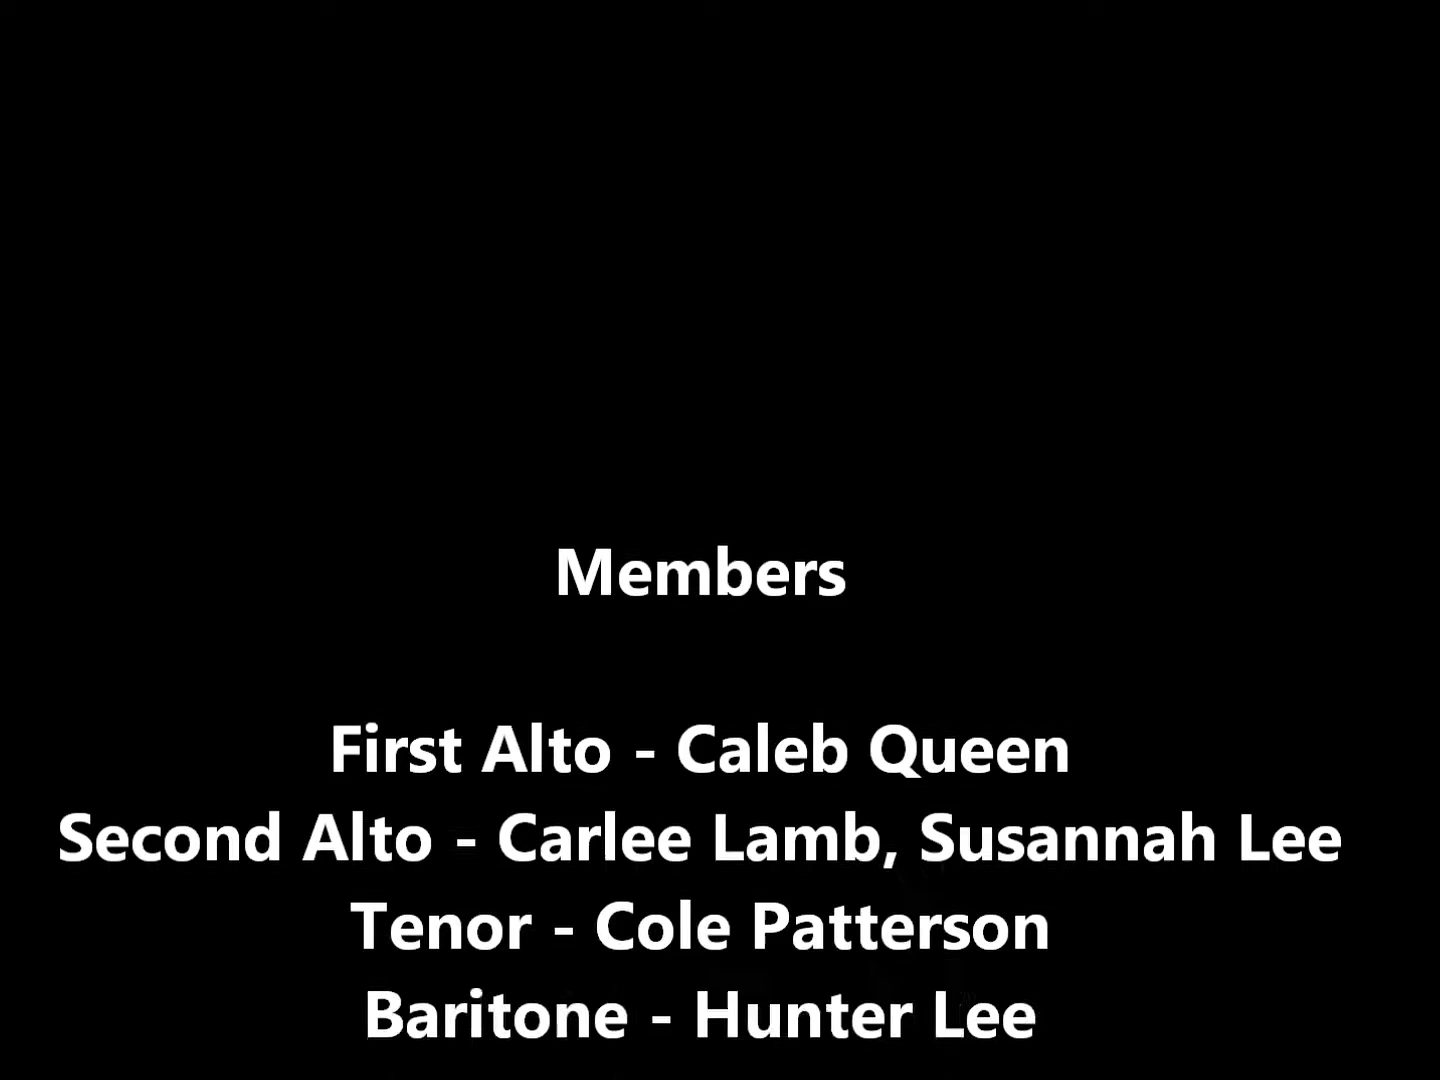 Members
First Alto - Caleb Queen
Second Alto - Carlee Lamb, Susannah Lee
Tenor - Cole Patterson
Baritone - Hunter Lee